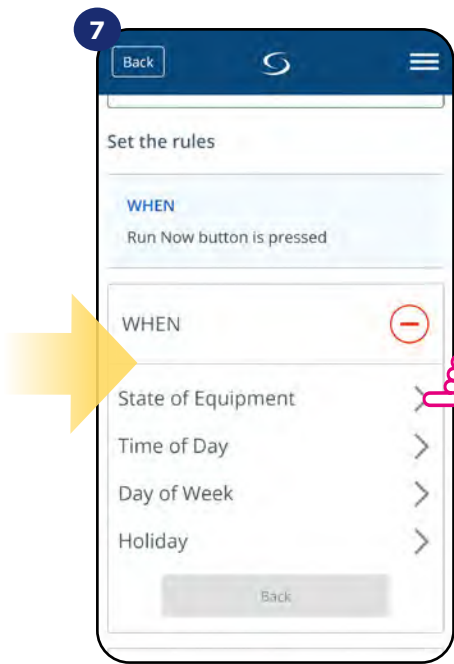 7
Back
Set the rules
WHEN
Run Now button is pressed
WHEN
State of Equipment
Time of Day
Day of Week
Holiday
Back